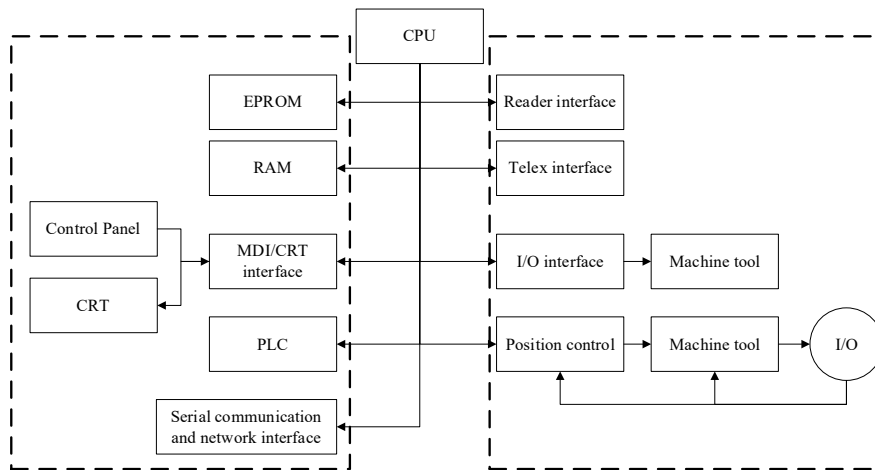 CPU
EPROM
Reader interface
RAM
Telex interface
Control Panel
MDI/CRT
interface
I/O interface
Machine tool
CRT
PLC
Position control
Machine tool
I/O
Serial communication
and network interface